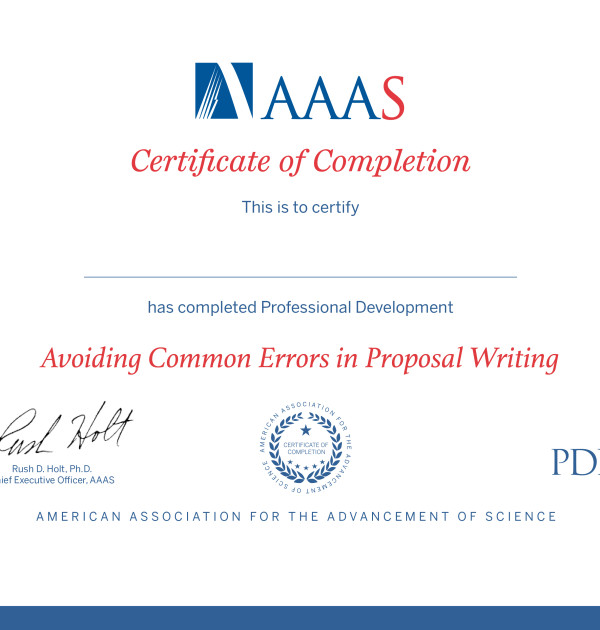 AAAS
Certificate of Completion
This is to certify
has completed Professional Development
Avoiding Common Errors in Proposal Writing
Rush Holt
AMERICAN ASSOCIATION FOR THE ADVANCEMENT OF SCIENCE
CERTIFICATE OF
COMPLETION
Rush D. Holt, Ph.D.
ief Executive Officer, AAAS
PD
AMERICAN ASSOCIATION FOR THE ADVANCEMENT OF SCIENCE